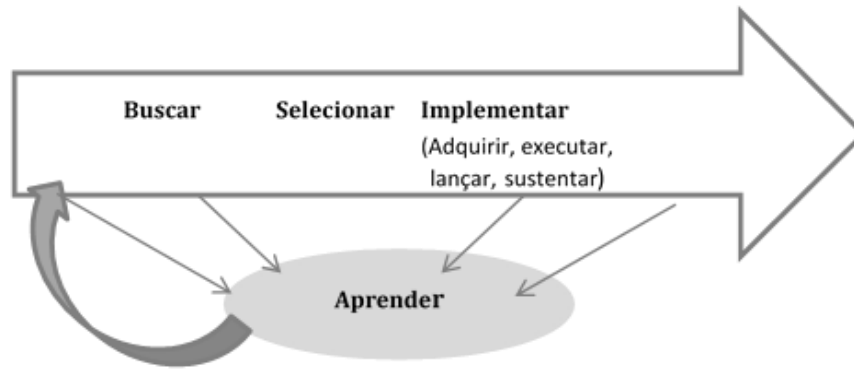 Buscar Selecionar Implementar
(Adquirir, executar,
lançar, sustentar)
Aprender